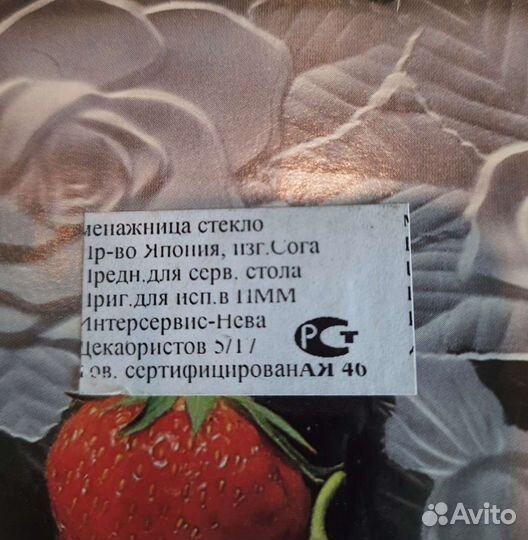 менажница стекло
Пр-во Япония, изг.Сога
Предн.для серв. стола
Приг.для исп.в ПММ
Интерсервис-Нева
Декабристов 5/17
ов. сертифицирован АЯ 46
РСТ
Avito